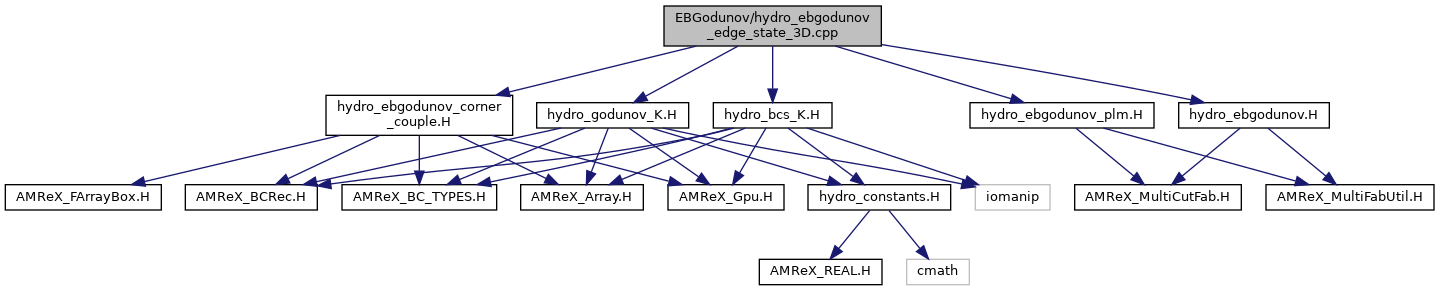 EBGodunov/hydro_ebgodunov
_edge_state_3D.cpp
hydro_ebgodunov_corner
_couple.H
hydro_godunov_K.H
hydro_bcs_K.H
hydro_ebgodunov_plm.H
hydro_ebgodunov.H
AMReX_FArrayBox.H
AMReX_BCRec.H
AMReX_BC_TYPES.H
AMReX_Array.H
AMReX_Gpu.H
hydro_constants.H
iomanip
AMReX_MultiCutFab.H
AMReX_MultiFabUtil.H
AMReX_REAL.H
cmath